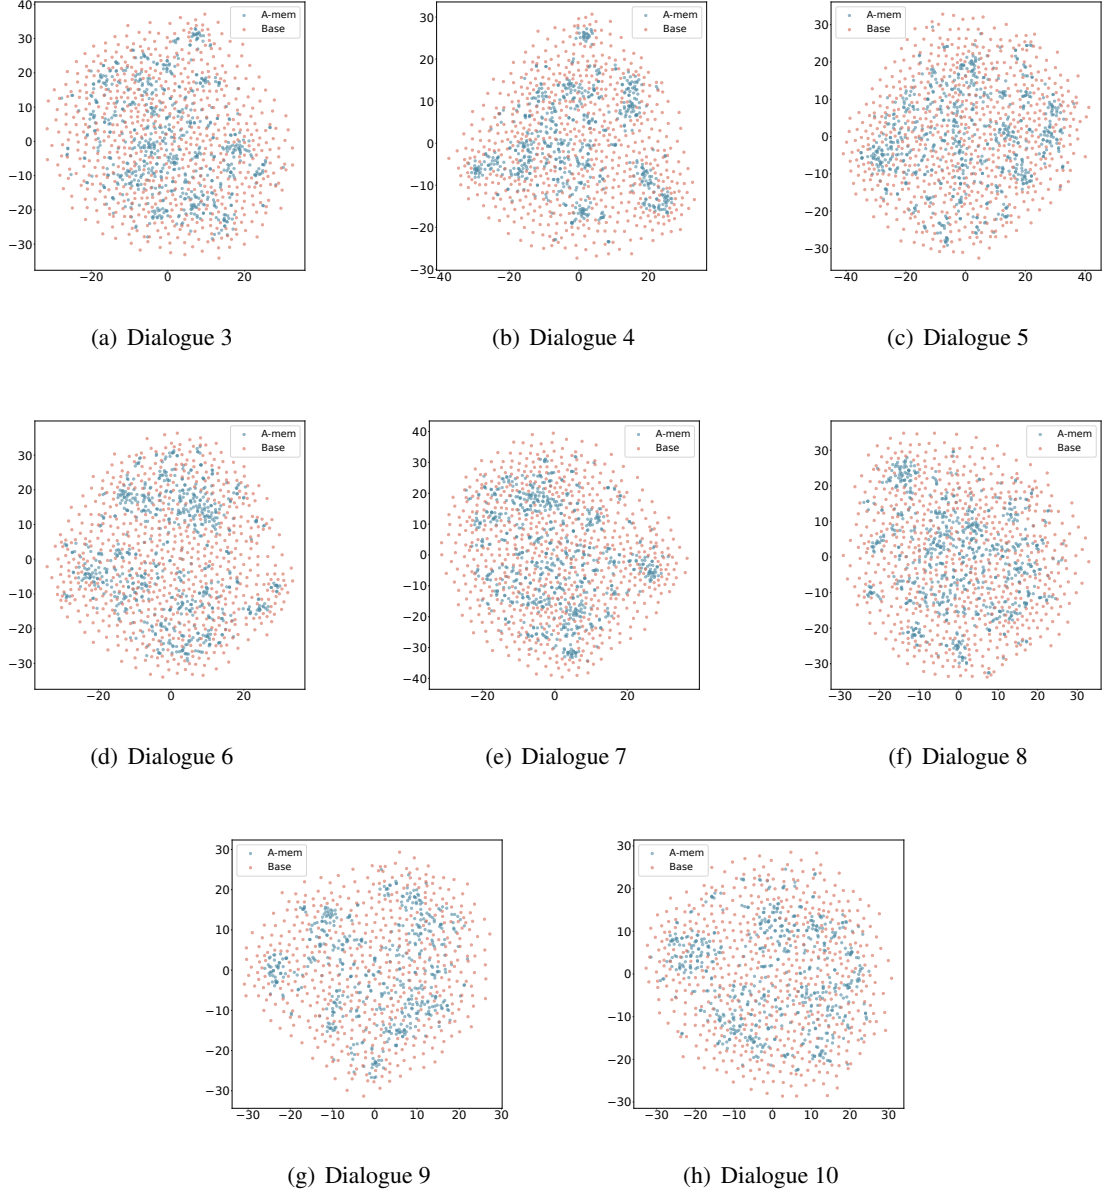 40
30
20
10
0
−10
−20
−30
−20 0 20
A-mem
Base
(a) Dialogue 3
30
20
10
0
−10
−20
−30
−40 −20 0 20
A-mem
Base
(b) Dialogue 4
30
20
10
0
−10
−20
−30
−40 −20 0 20 40
A-mem
Base
(c) Dialogue 5
30
20
10
0
−10
−20
−30
−20 0 20
A-mem
Base
(d) Dialogue 6
40
30
20
10
0
−10
−20
−30
−40
−20 0 20
A-mem
Base
(e) Dialogue 7
30
20
10
0
−10
−20
−30
−30 −20 −10 0 10 20 30
A-mem
Base
(f) Dialogue 8
30
20
10
0
−10
−20
−30
−30 −20 −10 0 10 20 30
A-mem
Base
(g) Dialogue 9
30
20
10
0
−10
−20
−30
−30 −20 −10 0 10 20 30
A-mem
Base
(h) Dialogue 10